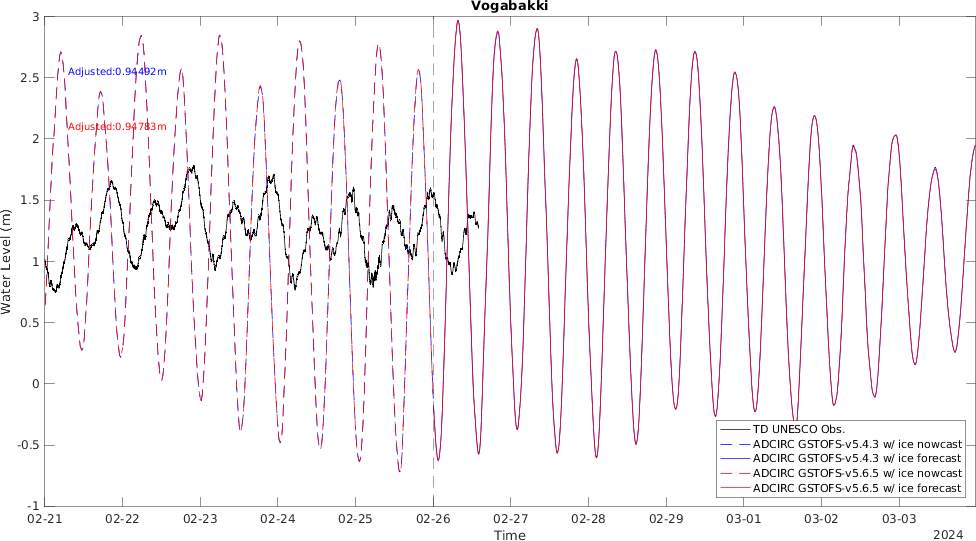 Vogabakki
3
2.5
2
1.5
1
0.5
0
-0.5
-1
Water Level (m)
Adjusted:0.94492m
Adjusted:0.94783m
TD UNESCO Obs.
ADCIRC GSTOFS-v5.4.3 w/ ice nowcast
ADCIRC GSTOFS-v5.4.3 w/ ice forecast
ADCIRC GSTOFS-v5.6.5 w/ ice nowcast
ADCIRC GSTOFS-v5.6.5 w/ ice forecast
02-21 02-22 02-23 02-24 02-25 02-26 02-27 02-28 02-29 03-01 03-02 03-03
Time
2024